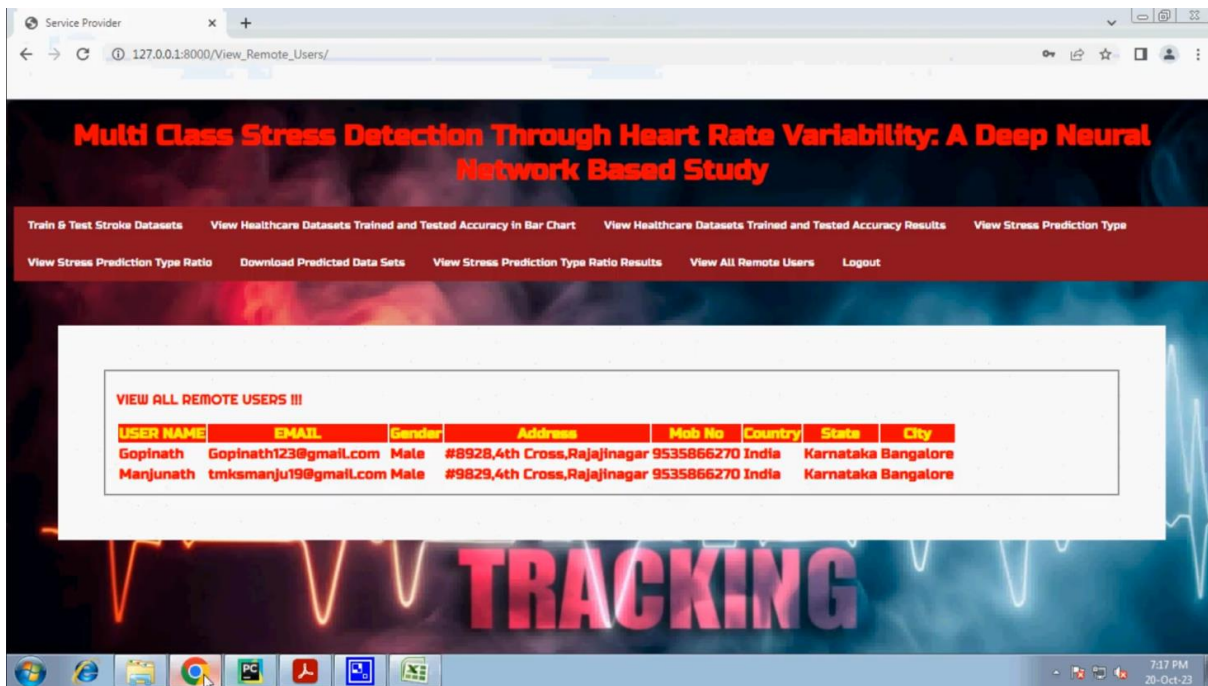 Service Provider
127.0.0.1:8000/View_Remote_Users/
Multi Class Stress Detection Through Heart Rate Variability: A Deep Neural
Network Based Study
Train & Test Stroke Datasets View Healthcare Datasets Trained and Tested Accuracy in Bar Chart View Healthcare Datasets Trained and Tested Accuracy Results View Stress Prediction Type
View Stress Prediction Type Ratio Download Predicted Data Sets View Stress Prediction Type Ratio Results View All Remote Users Logout
VIEW ALL REMOTE USERS !!!
USER NAME EMAIL Gender Address Mob No Country State City
Gopinath Gopinath123@gmail.com Male #8928,4th Cross,Rajajinagar 9535866270 India Karnataka Bangalore
Manjunath tmksmanju19@gmail.com Male #9829,4th Cross,Rajajinagar 9535866270 India Karnataka Bangalore
TRACKING
PC
7:17 PM
20-Oct-23